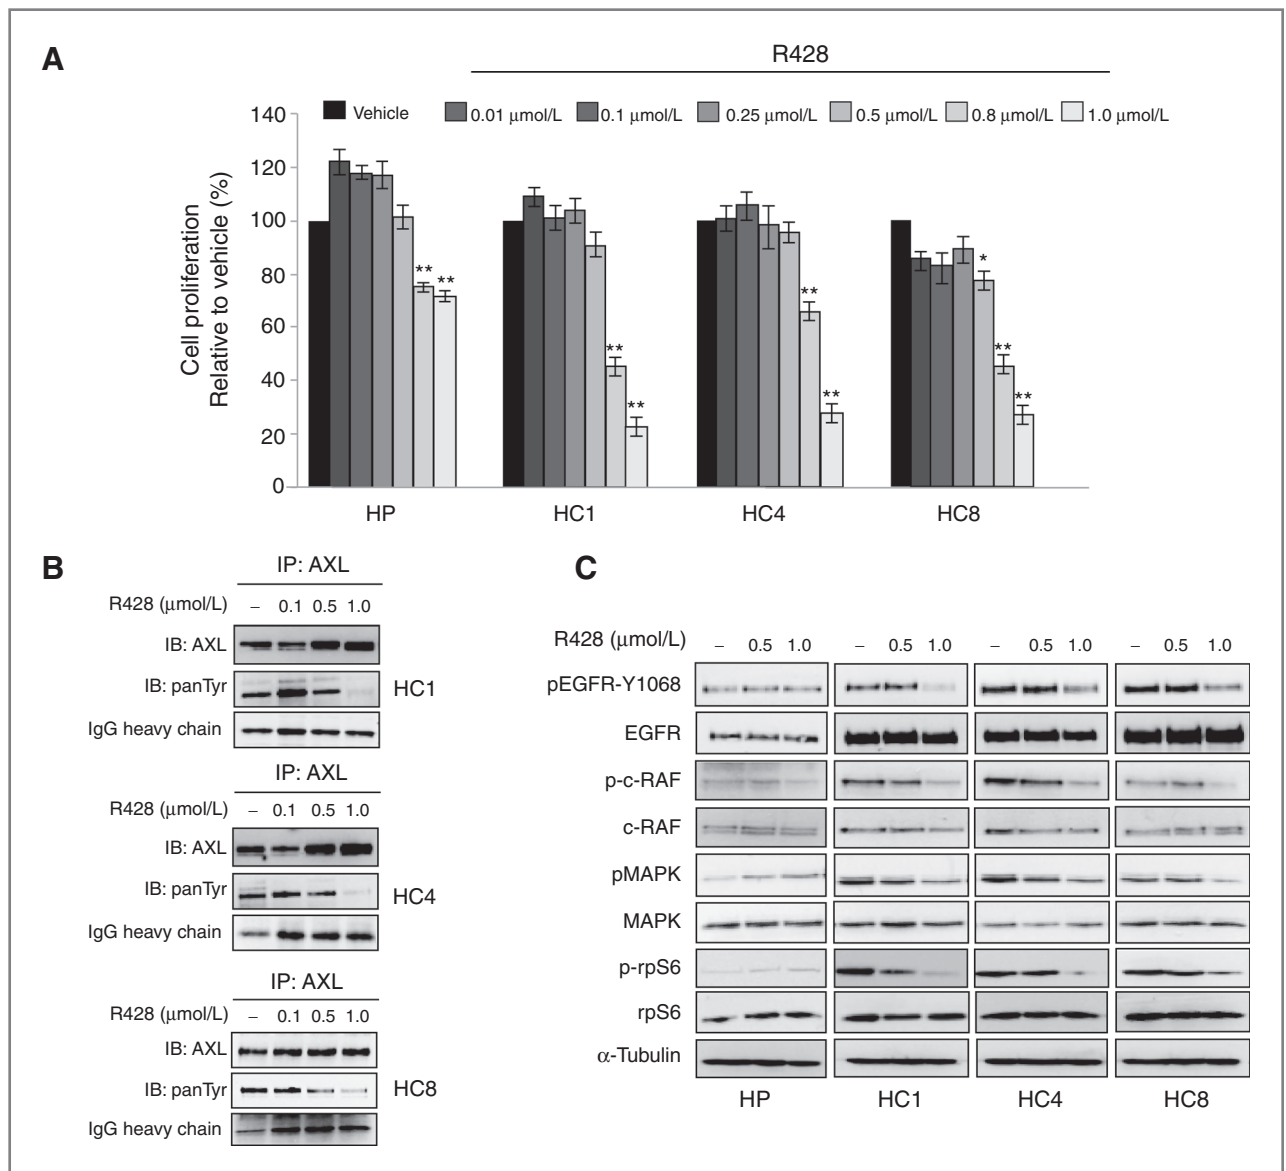 A
R428
Vehicle 0.01 µmol/L 0.1 µmol/L 0.25 µmol/L 0.5 µmol/L 0.8 µmol/L 1.0 µmol/L
Cell proliferation
Relative to vehicle (%)
140
120
100
80
60
40
20
0
** **
** **
** **
* ** **
HP HC1 HC4 HC8
B
IP: AXL
R428 (µmol/L) – 0.1 0.5 1.0
IB: AXL
IB: panTyr HC1
IgG heavy chain
IP: AXL
R428 (µmol/L) – 0.1 0.5 1.0
IB: AXL
IB: panTyr HC4
IgG heavy chain
IP: AXL
R428 (µmol/L) – 0.1 0.5 1.0
IB: AXL
IB: panTyr HC8
IgG heavy chain
C
R428 (µmol/L) – 0.5 1.0 – 0.5 1.0 – 0.5 1.0 – 0.5 1.0
pEGFR-Y1068
EGFR
p-c-RAF
c-RAF
pMAPK
MAPK
p-rpS6
rpS6
α-Tubulin
HP HC1 HC4 HC8